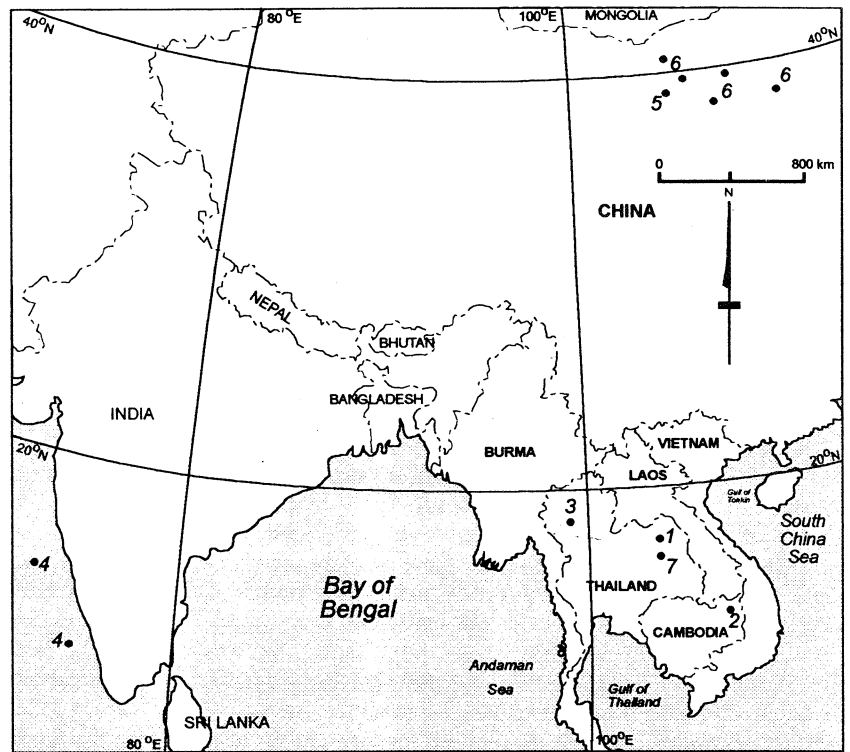 80 °E
100°E
MONGOLIA
40°N
40°N
6
6
5
6
0
800 km
N
CHINA
NEPAL
BHUTAN
BANGLADESH
INDIA
BURMA
VIETNAM
LAOS
20°N
20°N
Gulf of
Tonkin
South
China
Sea
3
1
7
THAILAND
4
Bay of
Bengal
2
CAMBODIA
4
8
Andaman
Sea
Gulf of
Thailand
SRI LANKA
80 °E
100°E